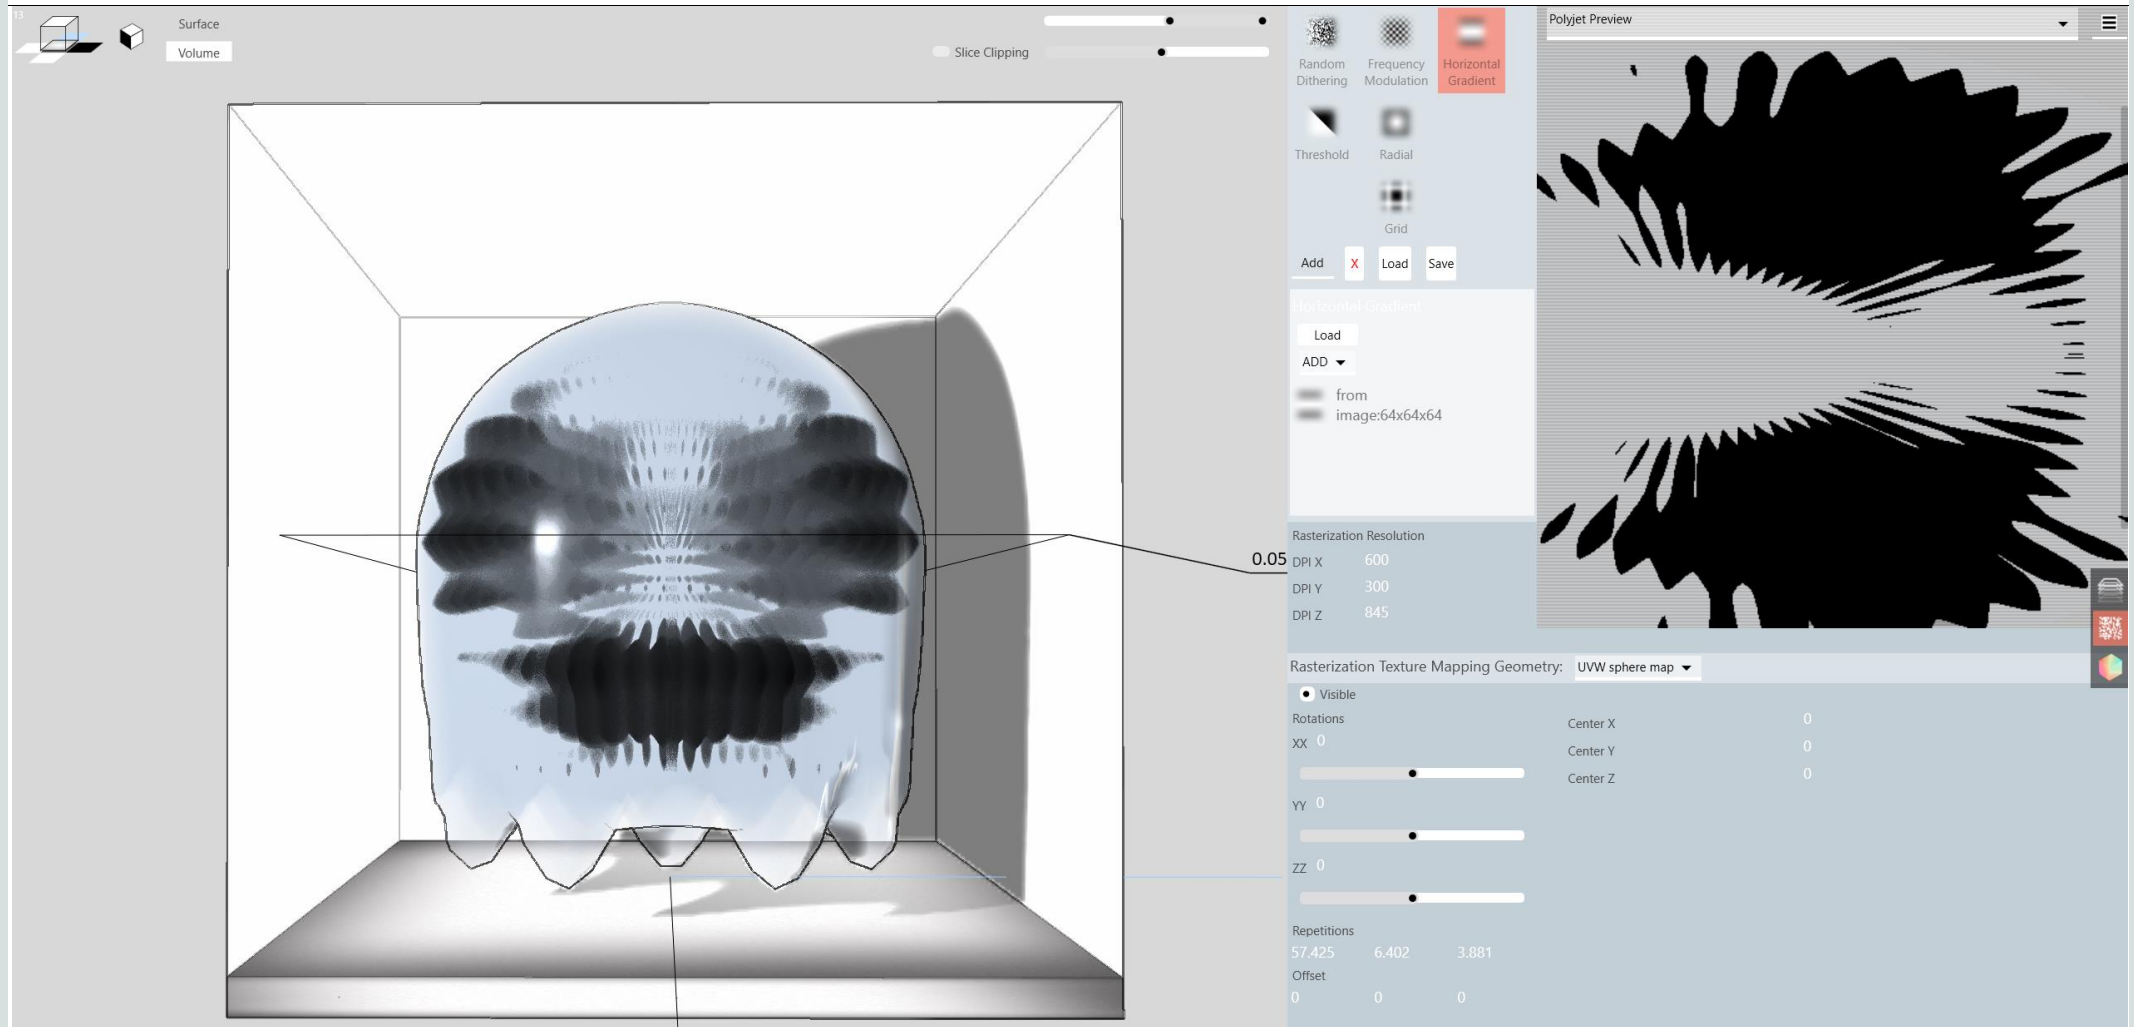 13
Surface
Volume
Slice Clipping
0.05
Random Dithering
Frequency Modulation
Horizontal Gradient
Threshold
Radial
Grid
Add X Load Save
Horizontal Gradient
Load
ADD
from
image:64x64x64
Rasterization Resolution
DPI X 600
DPI Y 300
DPI Z 845
Polyjet Preview
Rasterization Texture Mapping Geometry: UVW sphere map
Visible
Rotations
XX 0
YY 0
ZZ 0
Center X 0
Center Y 0
Center Z 0
Repetitions
57.425 6.402 3.881
Offset
0 0 0